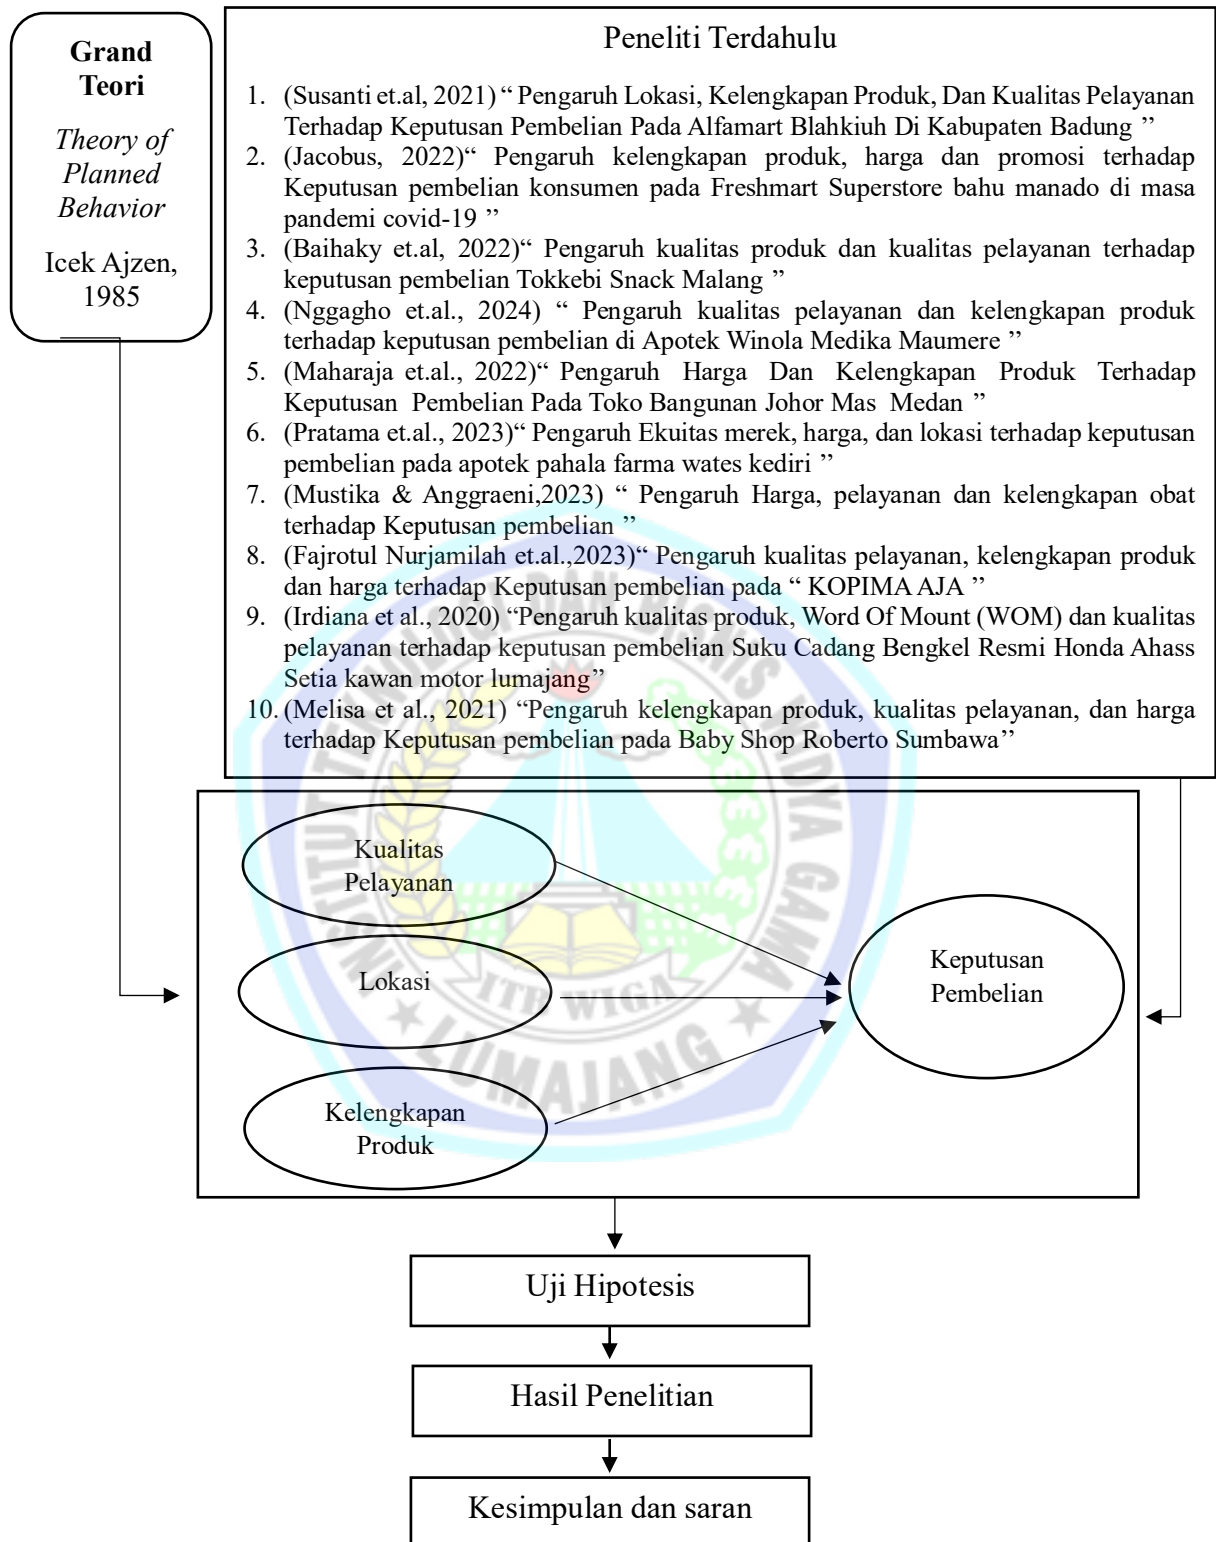 Grand
Teori
Theory of
Planned
Behavior
Icek Ajzen,
1985
Peneliti Terdahulu
1. (Susanti et.al, 2021) “ Pengaruh Lokasi, Kelengkapan Produk, Dan Kualitas Pelayanan
Terhadap Keputusan Pembelian Pada Alfamart Blahkiuh Di Kabupaten Badung ’’
2. (Jacobus, 2022)“ Pengaruh kelengkapan produk, harga dan promosi terhadap
Keputusan pembelian konsumen pada Freshmart Superstore bahu manado di masa
pandemi covid-19 ’’
3. (Baihaky et.al, 2022)“ Pengaruh kualitas produk dan kualitas pelayanan terhadap
keputusan pembelian Tokkebi Snack Malang ’’
4. (Nggagho et.al., 2024) “ Pengaruh kualitas pelayanan dan kelengkapan produk
terhadap keputusan pembelian di Apotek Winola Medika Maumere ’’
5. (Maharaja et.al., 2022“ Pengaruh Harga Dan Kelengkapan Produk Terhadap
Keputusan Pembelian Pada Toko Bangunan Johor Mas Medan ’’
6. (Pratama et.al., 2023)“ Pengaruh Ekuitas merek, harga, dan lokasi terhadap keputusan
pembelian pada apotek pahala farma wates kediri ’’
7. (Mustika & Anggraeni,2023) “ Pengaruh Harga, pelayanan dan kelengkapan obat
terhadap Keputusan pembelian ’’
8. (Fajrotul Nurjamilah et.al.,2023)“ Pengaruh kualitas pelayanan, kelengkapan produk
dan harga terhadap Keputusan pembelian pada “ KOPIMA AJA ’’
9. (Irdiana et al., 2020) “Pengaruh kualitas produk, Word Of Mount (WOM) dan kualitas
pelayanan terhadap keputusan pembelian Suku Cadang Bengkel Resmi Honda Ahass
Setia kawan motor lumajang”
10. (Melisa et al., 2021) “Pengaruh kelengkapan produk, kualitas pelayanan, dan harga
terhadap Keputusan pembelian pada Baby Shop Roberto Sumbawa’’
INSTITUT TEKNOLOGI DAN BISNIS WIDYA GAMA
ITB WIGA
LUMAJANG
Kualitas
Pelayanan
Lokasi
Kelengkapan
Produk
Keputusan
Pembelian
Uji Hipotesis
Hasil Penelitian
Kesimpulan dan saran